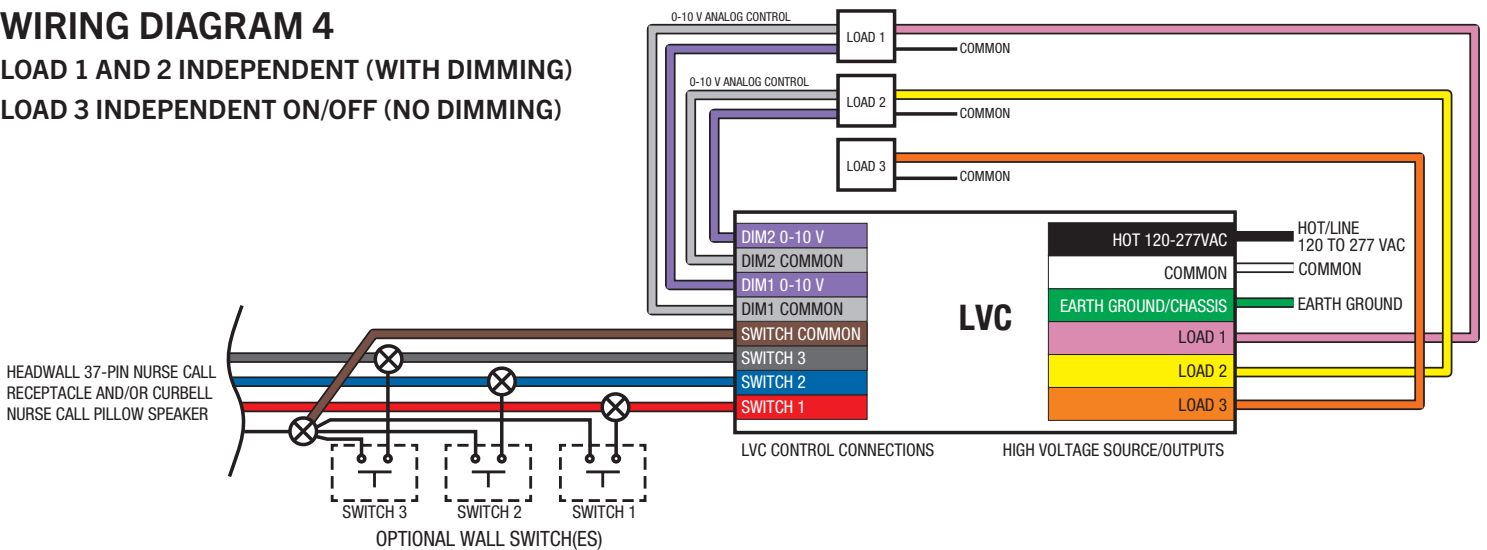 WIRING DIAGRAM 4
LOAD 1 AND 2 INDEPENDENT (WITH DIMMING)
LOAD 3 INDEPENDENT ON/OFF (NO DIMMING)
0-10 V ANALOG CONTROL
LOAD 1
COMMON
0-10 V ANALOG CONTROL
LOAD 2
COMMON
LOAD 3
COMMON
DIM2 0-10 V
DIM2 COMMON
DIM1 0-10 V
DIM1 COMMON
SWITCH COMMON
SWITCH 3
SWITCH 2
SWITCH 1
LVC
HOT 120-277VAC
COMMON
EARTH GROUND/CHASSIS
LOAD 1
LOAD 2
LOAD 3
HOT/LINE
120 TO 277 VAC
COMMON
EARTH GROUND
HEADWALL 37-PIN NURSE CALL
RECEPTACLE AND/OR CURBELL
NURSE CALL PILLOW SPEAKER
LVC CONTROL CONNECTIONS
HIGH VOLTAGE SOURCE/OUTPUTS
SWITCH 3
SWITCH 2
SWITCH 1
OPTIONAL WALL SWITCH(ES)